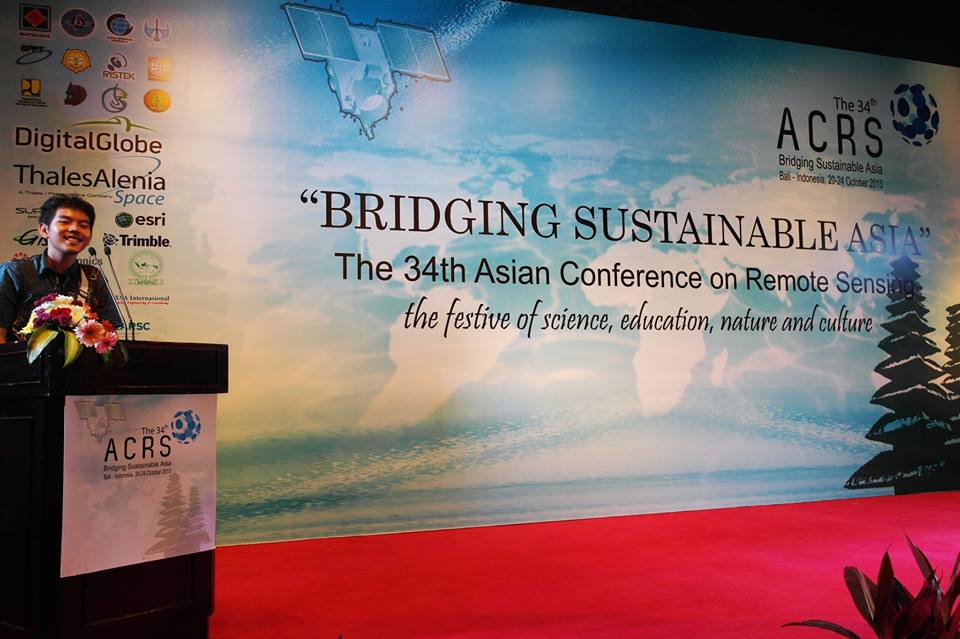 RISTEK
DigitalGlobe
ThalesAlenia
Space
esri
Trimble
The 34th
ACRS
Bridging Sustainable Asia
Bali - Indonesia, 20-24 October 2013
“BRIDGING SUSTAINABLE ASIA”
The 34th Asian Conference on Remote Sensing
the festive of science, education, nature and culture
The 34th
ACRS
Bridging Sustainable Asia
Bali - Indonesia, 20-24 October 2013